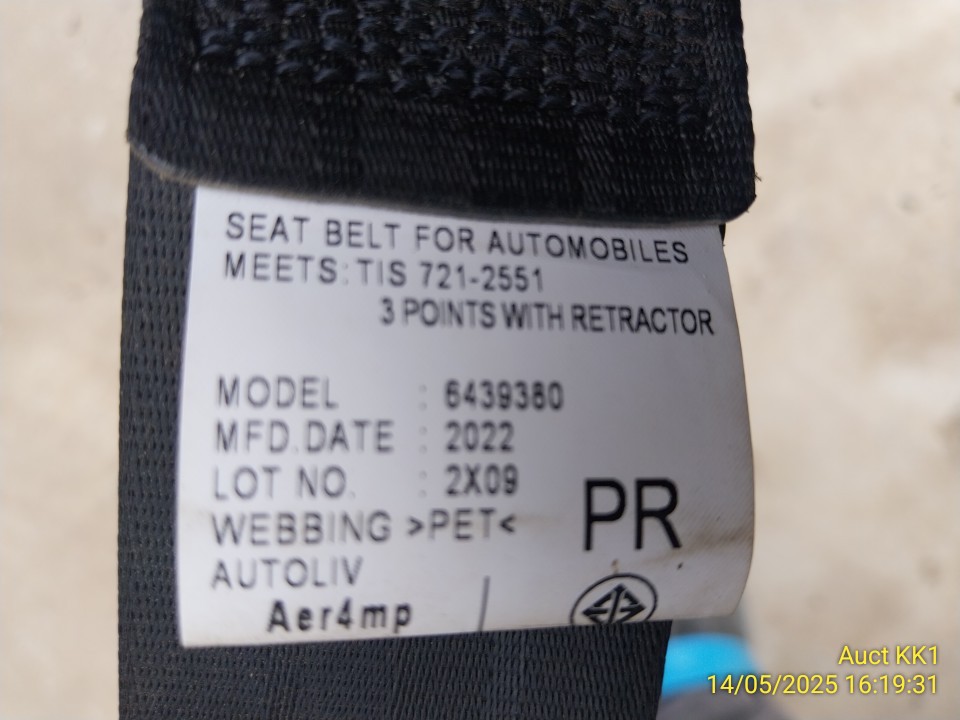 SEAT BELT FOR AUTOMOBILES
MEETS: TIS 721-2551
3 POINTS WITH RETRACTOR
MODEL : 6439380
MFD.DATE : 2022
LOT NO. : 2X09
WEBBING >PET<
PR
AUTOLIV
Aer4mp
Auct KK1
14/05/2025 16:19:31